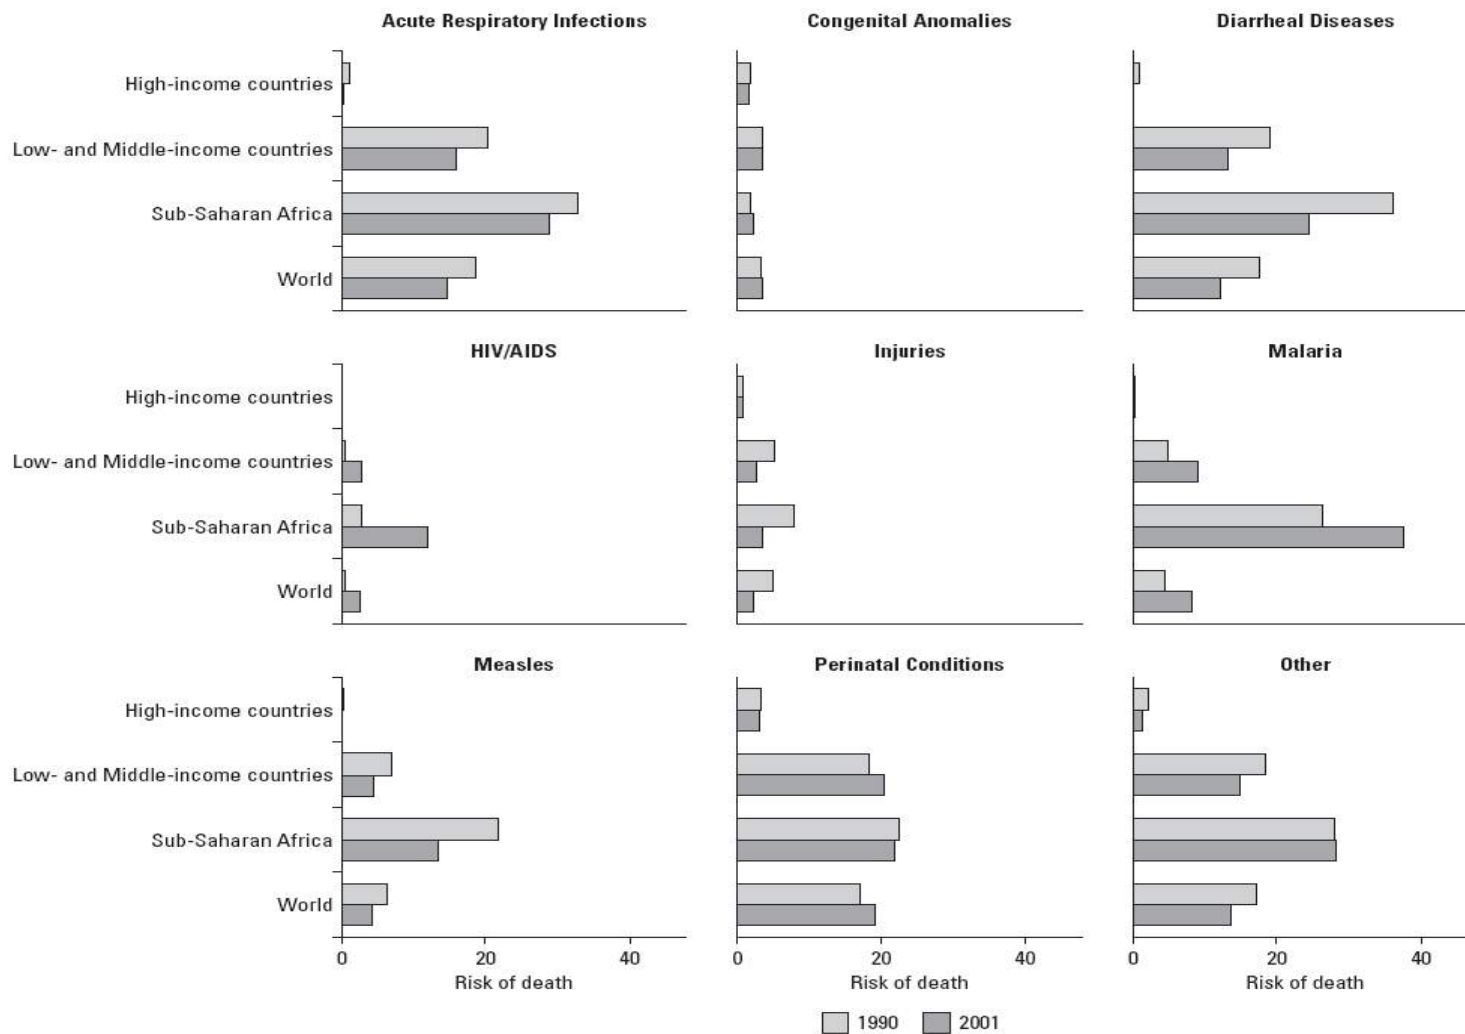 Acute Respiratory Infections Congenital Anomalies Diarrheal Diseases
High-income countries
Low- and Middle-income countries
Sub-Saharan Africa
World
HIV/AIDS Injuries Malaria
High-income countries
Low- and Middle-income countries
Sub-Saharan Africa
World
Measles Perinatal Conditions Other
High-income countries
Low- and Middle-income countries
Sub-Saharan Africa
World
0 20 40 0 20 40 0 20 40
Risk of death Risk of death Risk of death
1990 2001